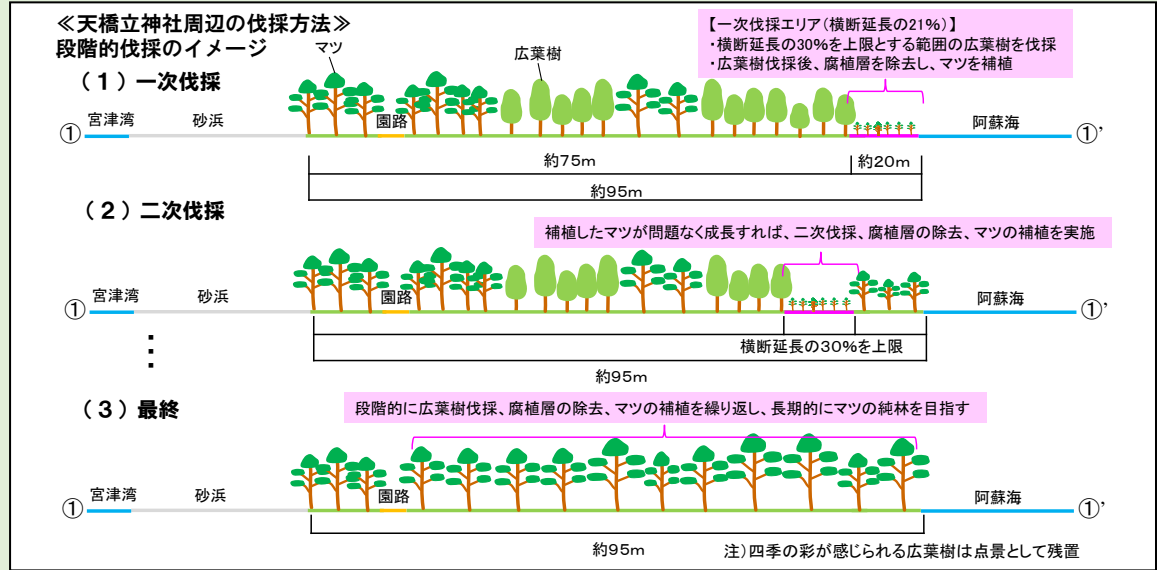 ≪天橋立神社周辺の伐採方法≫
段階的伐採のイメージ
マツ
広葉樹
【一次伐採エリア(横断延長の21%)】
・横断延長の30%を上限とする範囲の広葉樹を伐採
・広葉樹伐採後、腐植層を除去し、マツを補植
(1)一次伐採
① 宮津湾 砂浜 園路 阿蘇海 ①’
約75m 約20m
約95m
(2)二次伐採
補植したマツが問題なく成長すれば、二次伐採、腐植層の除去、マツの補植を実施
① 宮津湾 砂浜 園路 阿蘇海 ①’
横断延長の30%を上限
約95m
(3)最終
段階的に広葉樹伐採、腐植層の除去、マツの補植を繰り返し、長期的にマツの純林を目指す
① 宮津湾 砂浜 園路 阿蘇海 ①’
約95m
注)四季の彩が感じられる広葉樹は点景として残置